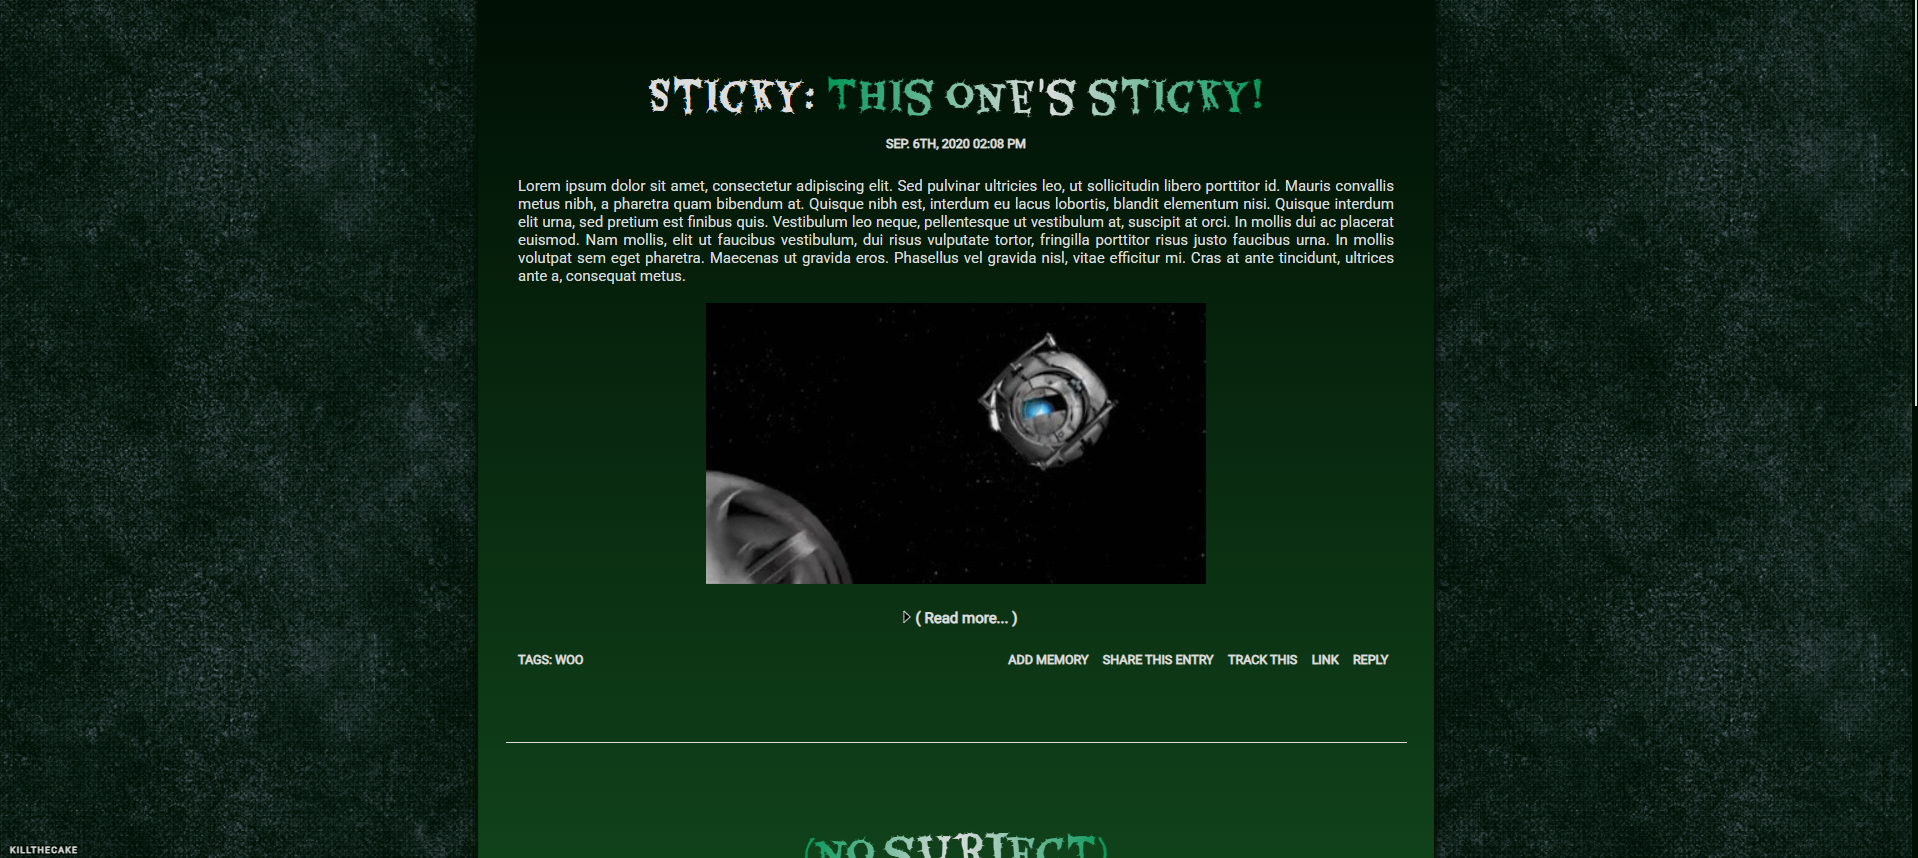 STICKY: THIS ONE'S STICKY!
SEP. 6TH, 2020 02:08 PM
Lorem ipsum dolor sit amet, consectetur adipiscing elit. Sed pulvinar ultricies leo, ut sollicitudin libero porttitor id. Mauris convallis
metus nibh, a pharetra quam bibendum at. Quisque nibh est, interdum eu lacus lobortis, blandit elementum nisi. Quisque interdum
elit urna, sed pretium est finibus quis. Vestibulum leo neque, pellentesque ut vestibulum at, suscipit at orci. In mollis dui ac placerat
euismod. Nam mollis, elit ut faucibus vestibulum, dui risus vulputate tortor, fringilla porttitor risus justo faucibus urna. In mollis
volutpat sem eget pharetra. Maecenas ut gravida eros. Phasellus vel gravida nisl, vitae efficitur mi. Cras at ante tincidunt, ultrices
ante a, consequat metus.
( Read more... )
TAGS: WOO ADD MEMORY SHARE THIS ENTRY TRACK THIS LINK REPLY
(NO SUBJECT)
KILLTHECAKE